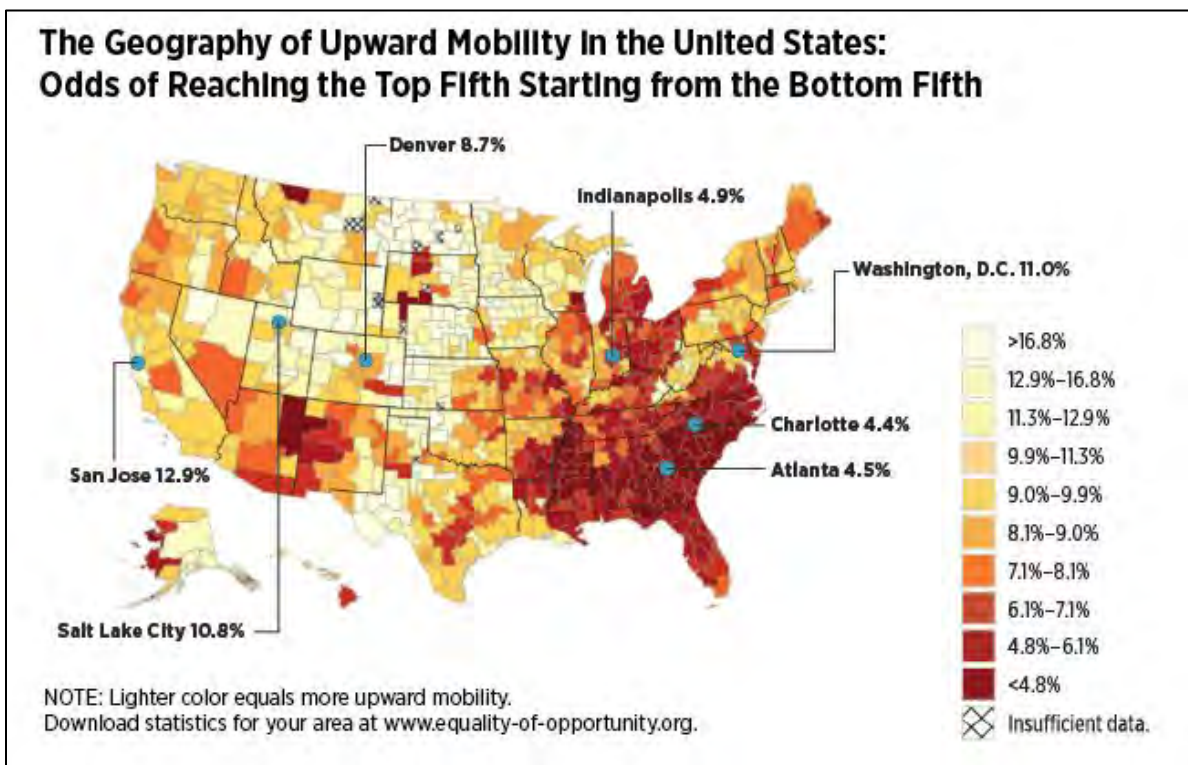 The Geography of Upward Mobility in the United States:
Odds of Reaching the Top Fifth Starting from the Bottom Fifth
Denver 8.7%
Indianapolis 4.9%
Washington, D.C. 11.0%
>16.8%
12.9%–16.8%
11.3%–12.9%
9.9%–11.3%
9.0%–9.9%
8.1%–9.0%
7.1%–8.1%
6.1%–7.1%
4.8%–6.1%
<4.8%
Insufficient data.
Charlotte 4.4%
Atlanta 4.5%
San Jose 12.9%
Salt Lake City 10.8%
NOTE: Lighter color equals more upward mobility.
Download statistics for your area at www.equality-of-opportunity.org.